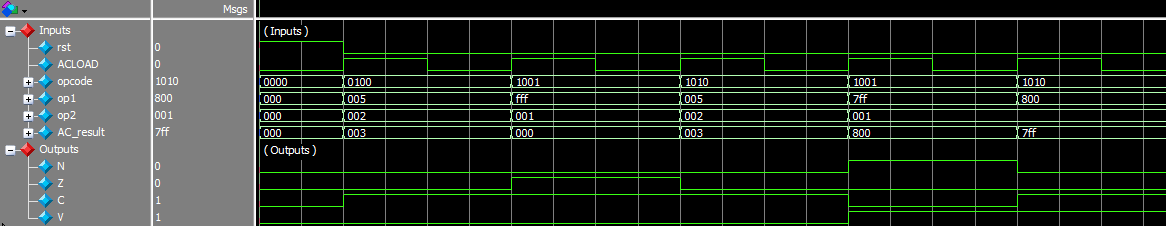 Msgs
Inputs (Inputs)
rst 0
ACLOAD 0
opcode 1010 0000 0100 1001 1010 1001 1010
op1 800 000 005 fff 005 7ff 800
op2 001 000 002 001 002 001
AC_result 7ff 000 003 000 003 800 7ff
Outputs (Outputs)
N 0
Z 0
C 1
V 1